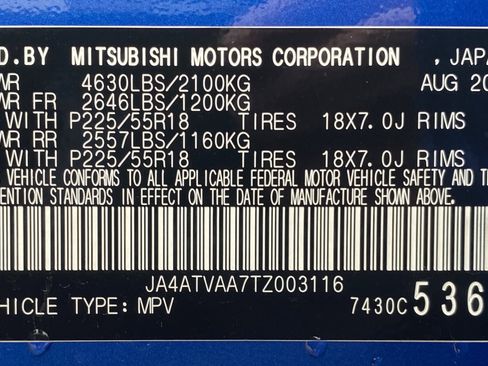 D.BY MITSUBISHI MOTORS CORPORATION , JAPA
WR 4630LBS/2100KG AUG 20
WR FR 2646LBS/1200KG
WITH P225/55R18 TIRES 18X7.0J RIMS
WR RR 2557LBS/1160KG
WITH P225/55R18 TIRES 18X7.0J RIMS
VEHICLE CONFORMS TO ALL APPLICABLE FEDERAL MOTOR VEHICLE SAFETY AND TH
VENTION STANDARDS IN EFFECT ON THE DATE OF MANUFACTURE SHOWN ABOVE.
JA4ATVAA7TZ003116
EHICLE TYPE: MPV 7430C 536